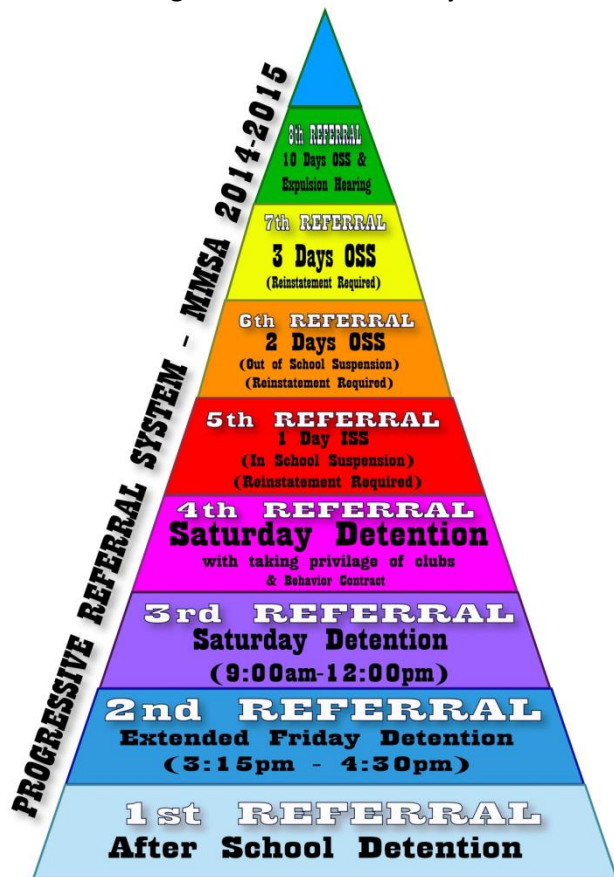 PROGRESSIVE REFERRAL SYSTEM - MMSA 2014-2015
8th REFERRAL
10 Days OSS &
Expulsion Hearing
7th REFERRAL
3 Days OSS
(Reinstatement Required)
6th REFERRAL
2 Days OSS
(Out of School Suspension)
(Reinstatement Required)
5th REFERRAL
1 Day ISS
(In School Suspension)
(Reinstatement Required)
4th REFERRAL
Saturday Detention
with taking privilage of clubs
& Behavior Contract
3rd REFERRAL
Saturday Detention
(9:00am-12:00pm)
2nd REFERRAL
Extended Friday Detention
(3:15pm - 4:30pm)
1st REFERRAL
After School Detention